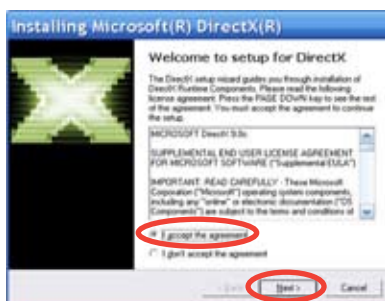 Installing Microsoft(R) DirectX(R)
Welcome to setup for DirectX
The DirectX setup wizard guides you through installation of
DirectX Runtime Components. Please read the following
license agreement. Press the PAGE DOWN key to see the rest
of the agreement. You must accept the agreement to continue
the setup.
MICROSOFT DirectX 9.0c
SUPPLEMENTAL END USER LICENSE AGREEMENT
FOR MICROSOFT SOFTWARE ("Supplemental EULA")
IMPORTANT: READ CAREFULLY - These Microsoft
Corporation ("Microsoft") operating system components,
including any "online" or electronic documentation ("OS
Components") are subject to the terms and conditions of
I accept the agreement
I don't accept the agreement
Next >
Cancel